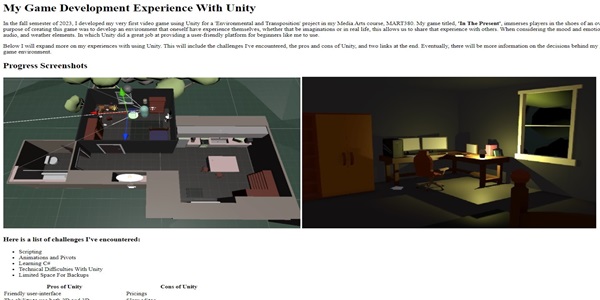 My Game Development Experience With Unity
In the fall semester of 2023, I developed my very first video game using Unity for a 'Environmental and Transposition' project in my Media Arts course, MART380. My game titled, "In The Present", immerses players in the shoes of an
purpose of creating this game was to develop an environment that oneself have experience themselves, whether that be imaginations or in real life, this allows us to share that experience with others. When considering the mood and
audio, and weather elements. In which Unity did a great job at providing a user-friendly platform for beginners like me to use.
Below I will expand more on my experiences with using Unity. This will include the challenges I've encountered, the pros and cons of Unity, and two links at the end. Eventually, there will be more information on the decisions behind my
game environment.
Progress Screenshots
Here is a list of challenges I've encountered:
• Scripting
• Animations and Pivots
• Learning C#
• Technical Difficulties With Unity
• Limited Space For Backups
Pros of Unity Cons of Unity
Friendly user-interface Pricings